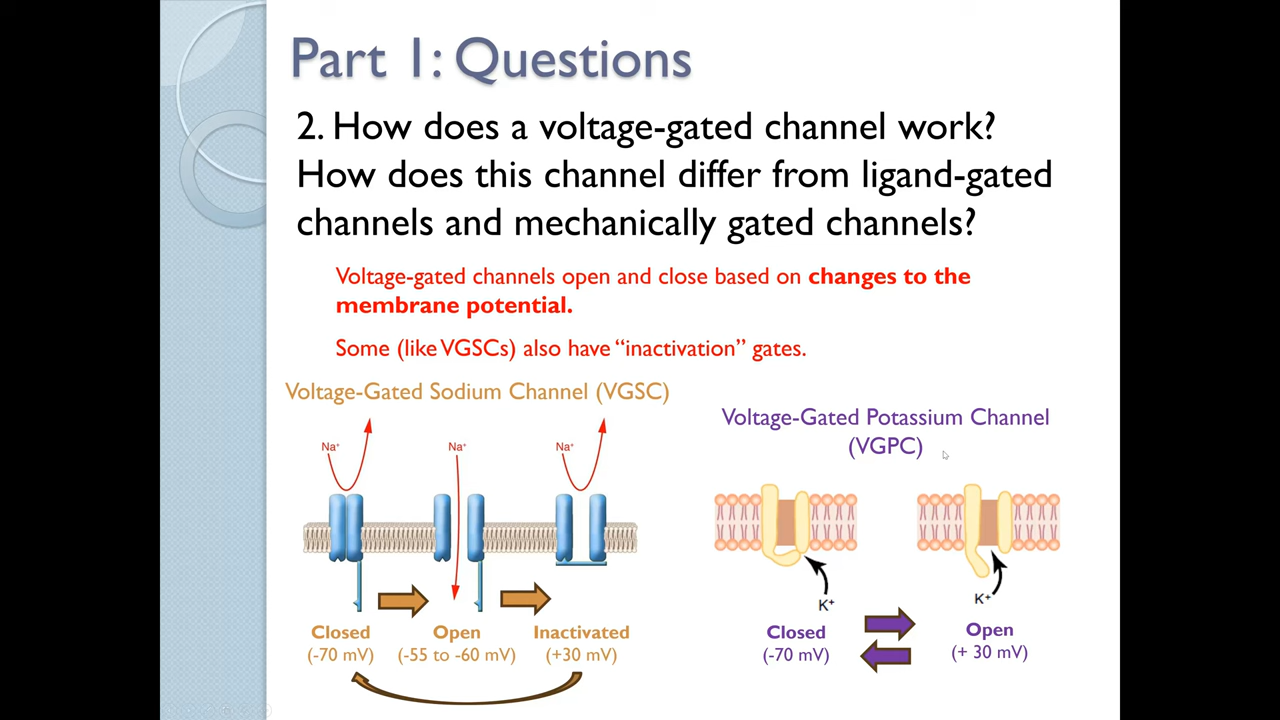 Part 1: Questions
2. How does a voltage-gated channel work?
How does this channel differ from ligand-gated
channels and mechanically gated channels?
Voltage-gated channels open and close based on changes to the
membrane potential.
Some (like VGSCs) also have “inactivation” gates.
Voltage-Gated Sodium Channel (VGSC)
Na⁺ Na⁺ Na⁺
Closed Open Inactivated
(-70 mV) (-55 to -60 mV) (+30 mV)
Voltage-Gated Potassium Channel
(VGPC)
K⁺ K⁺
Closed Open
(-70 mV) (+ 30 mV)